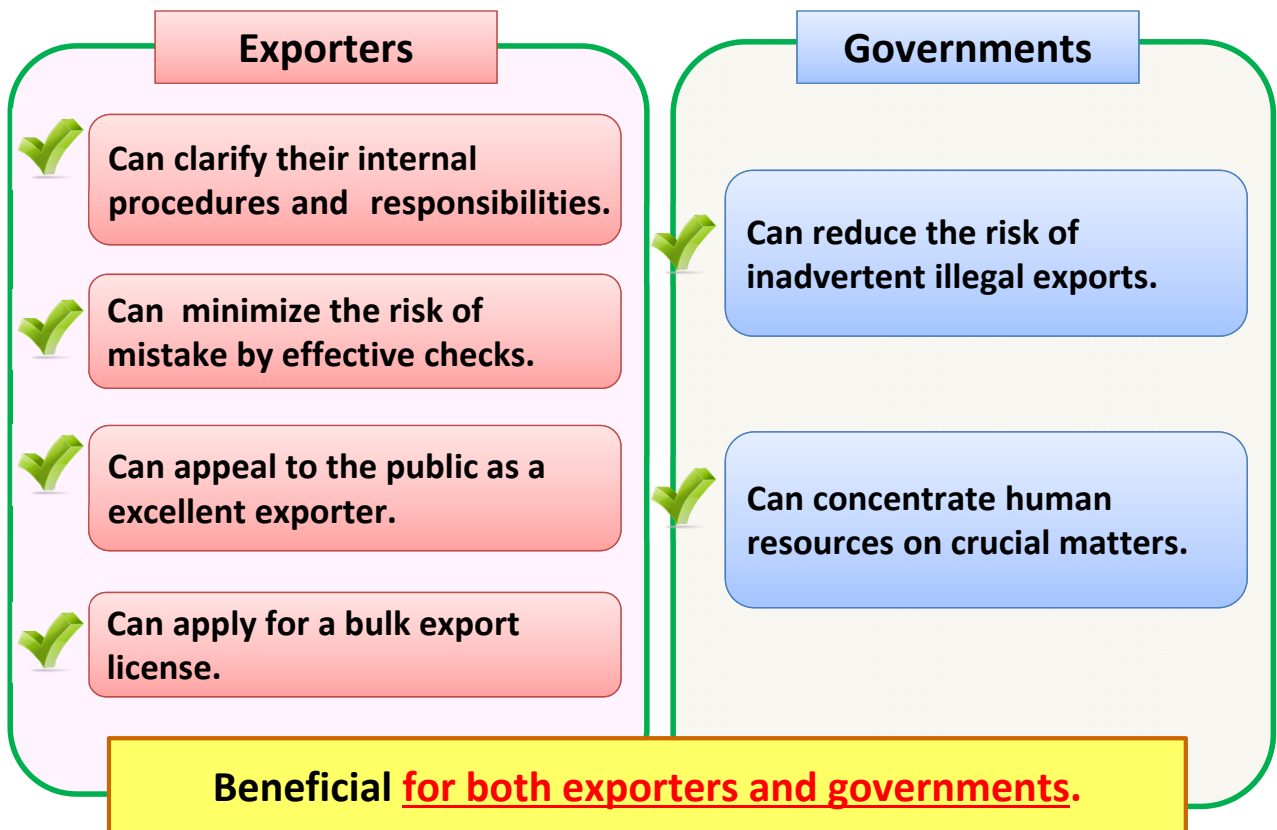 Exporters
Can clarify their internal
procedures and responsibilities.
Can minimize the risk of
mistake by effective checks.
Can appeal to the public as a
excellent exporter.
Can apply for a bulk export
license.
Governments
Can reduce the risk of
inadvertent illegal exports.
Can concentrate human
resources on crucial matters.
Beneficial for both exporters and governments.